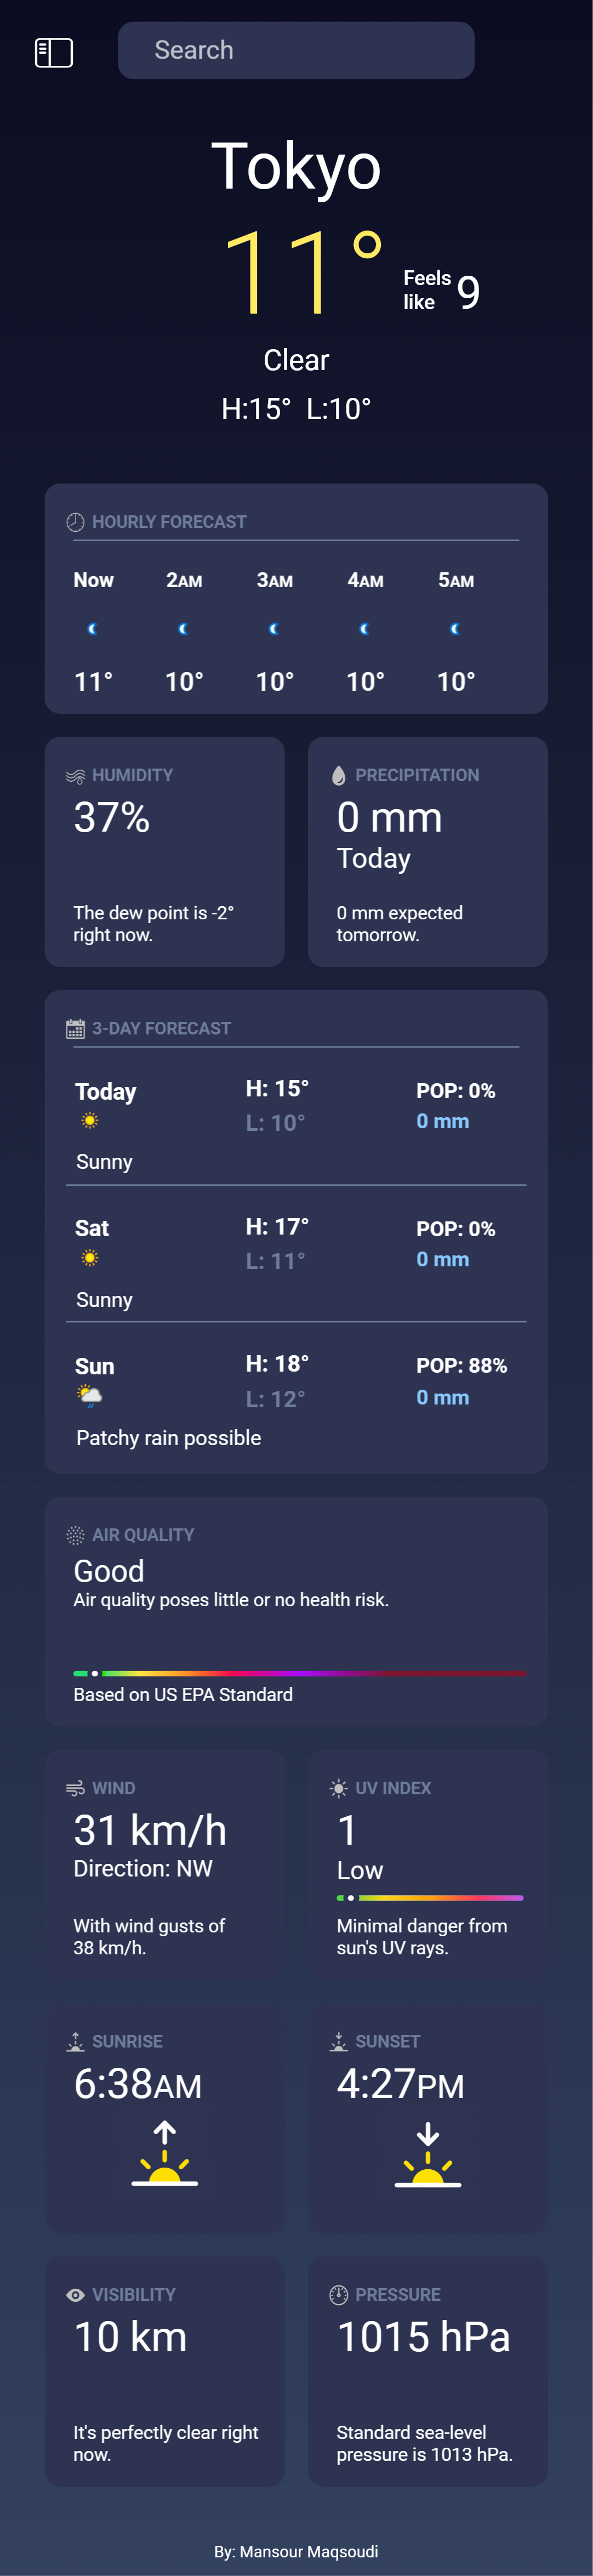 Search
Tokyo
11°
Feels
like
9
Clear
H:15° L:10°
HOURLY FORECAST
Now 2AM 3AM 4AM 5AM
11° 10° 10° 10° 10°
HUMIDITY
37%
The dew point is -2°
right now.
PRECIPITATION
0 mm
Today
0 mm expected
tomorrow.
3-DAY FORECAST
Today H: 15° POP: 0%
L: 10° 0 mm
Sunny
Sat H: 17° POP: 0%
L: 11° 0 mm
Sunny
Sun H: 18° POP: 88%
L: 12° 0 mm
Patchy rain possible
AIR QUALITY
Good
Air quality poses little or no health risk.
Based on US EPA Standard
WIND
31 km/h
Direction: NW
With wind gusts of
38 km/h.
UV INDEX
1
Low
Minimal danger from
sun's UV rays.
SUNRISE
6:38AM
SUNSET
4:27PM
VISIBILITY
10 km
It's perfectly clear right
now.
PRESSURE
1015 hPa
Standard sea-level
pressure is 1013 hPa.
By: Mansour Maqsoudi